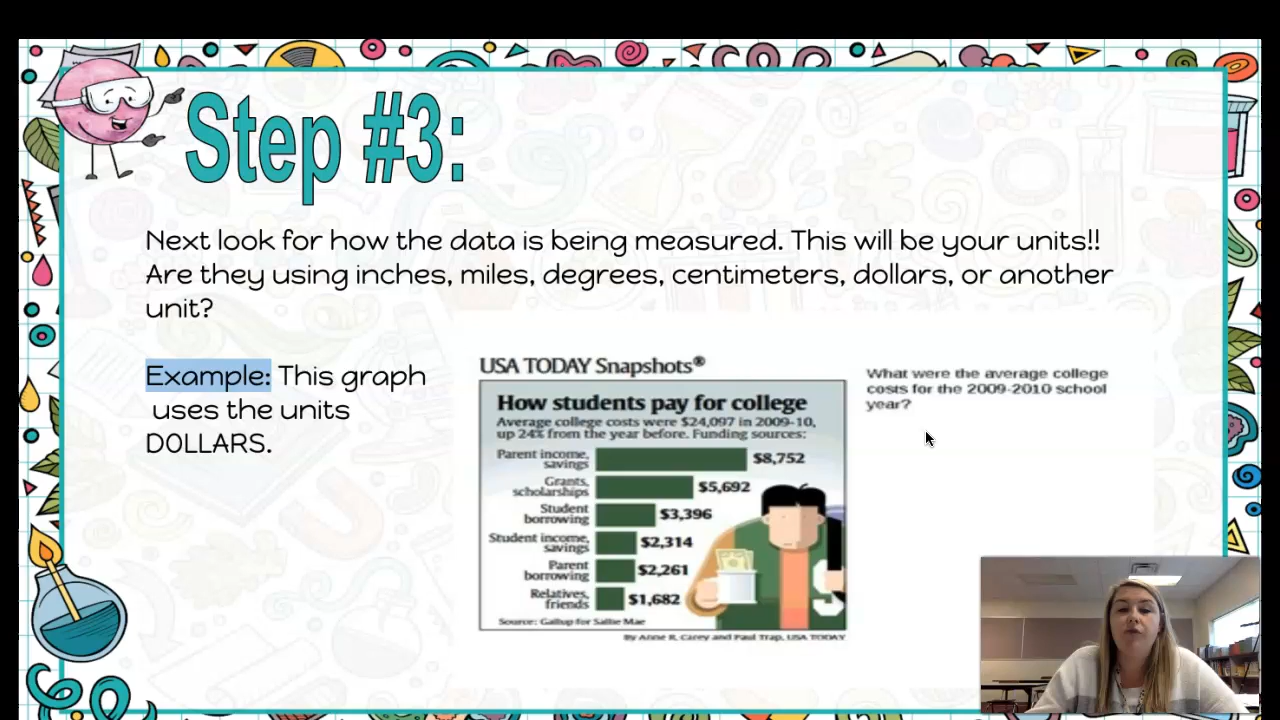 Step #3:
Next look for how the data is being measured. This will be your units!!
Are they using inches, miles, degrees, centimeters, dollars, or another
unit?
Example: This graph
uses the units
DOLLARS.
USA TODAY Snapshots®
How students pay for college
Average college costs were $24,097 in 2009-10,
up 24% from the year before. Funding sources:
Parent income,
savings
$8,752
Grants,
scholarships
$5,692
Student
borrowing
$3,396
Student income,
savings
$2,314
Parent
borrowing
$2,261
Relatives,
friends
$1,682
Source: Gallup for Sallie Mae
By Anne R. Carey and Paul Trap, USA TODAY
What were the average college
costs for the 2009-2010 school
year?